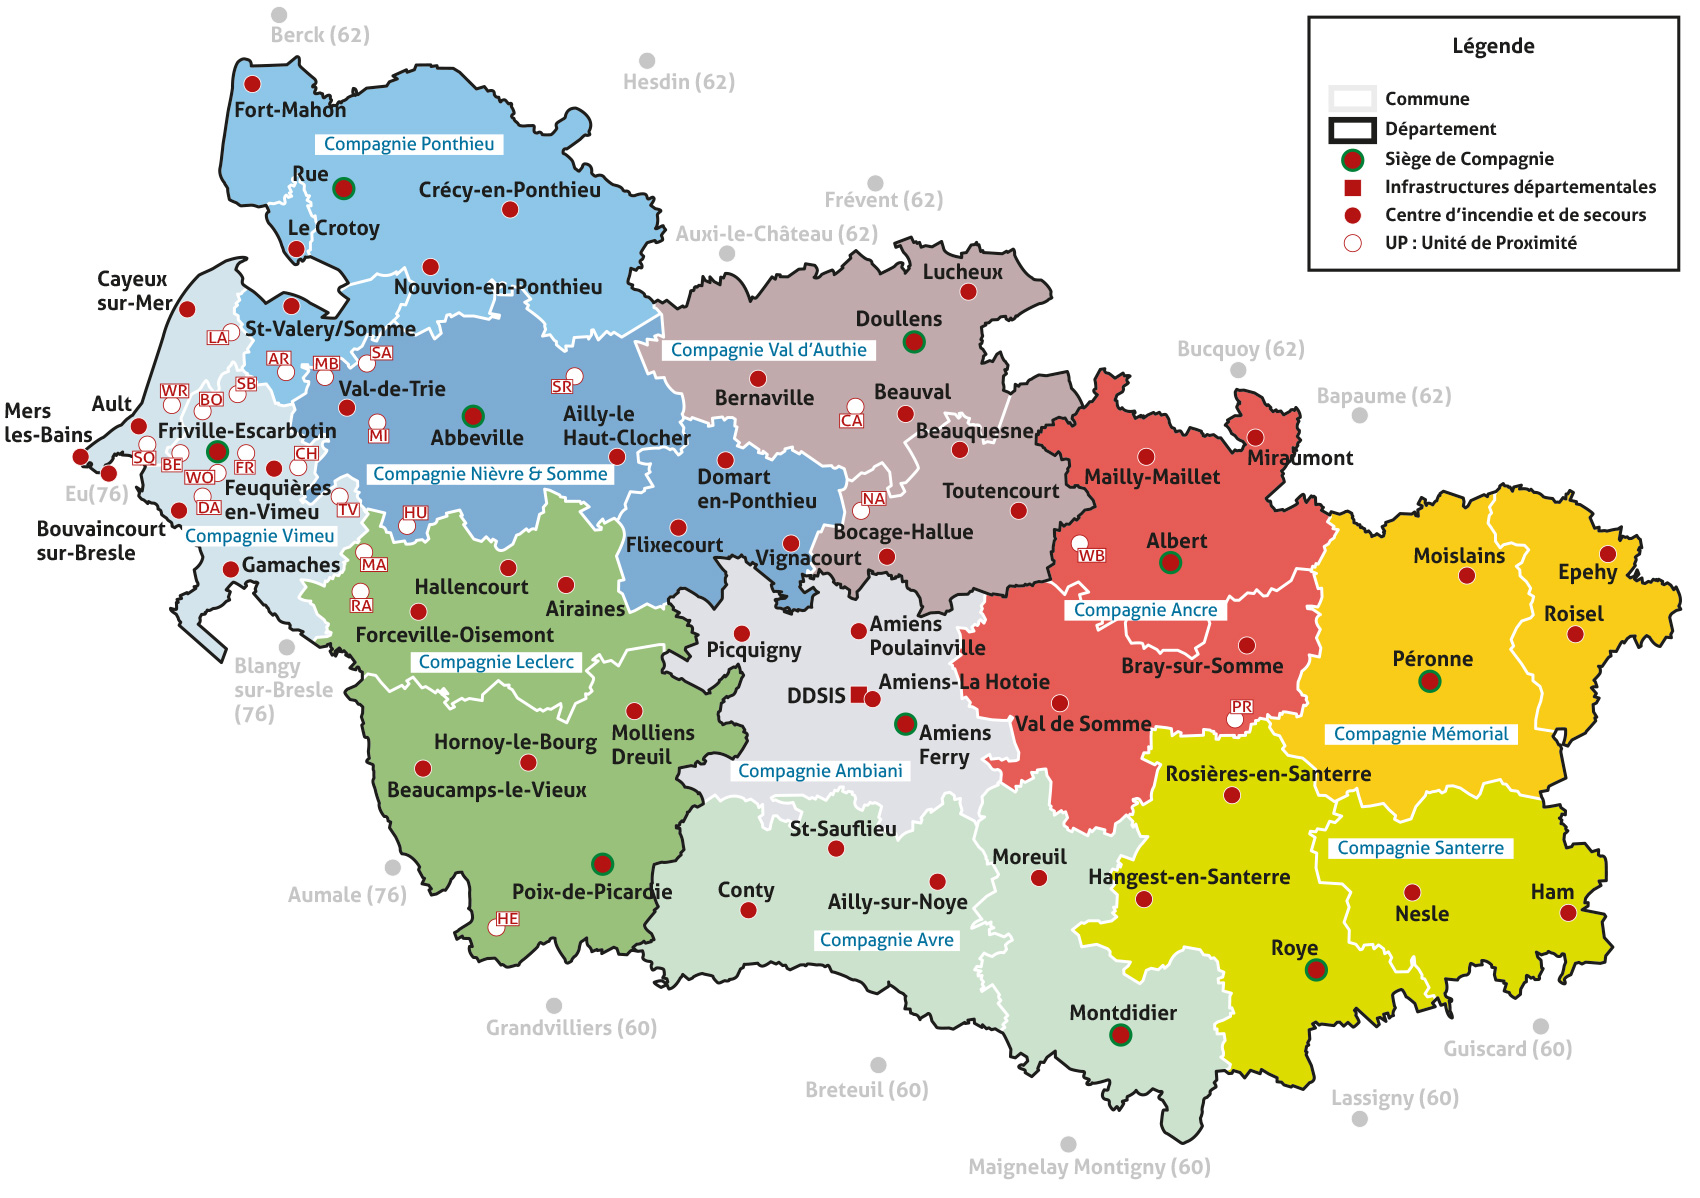 Berck (62)
Hesdin (62)
Légende
Commune
Département
Siège de Compagnie
Infrastructures départementales
Centre d'incendie et de secours
UP : Unité de Proximité
Fort-Mahon
Compagnie Ponthieu
Rue
Crécy-en-Ponthieu
Le Crotoy
Nouvion-en-Ponthieu
Frévent (62)
Auxi-le-Château (62)
Cayeux
sur-Mer
LA
St-Valery/Somme
AR
MB
SA
SB
WR
BO
Lucheux
Doullens
Compagnie Val d'Authie
Bernaville
Beauval
CA
Beauquesne
Bucquoy (62)
Bapaume (62)
Mers
les-Bains
Ault
Val-de-Trie
SR
Ailly-le
Haut-Clocher
Abbeville
MI
Friville-Escarbotin
SQ
BE
WO
FR
CH
Eu(76)
Feuquières
en-Vimeu
DA
TV
Compagnie Nièvre & Somme
HU
Domart
en-Ponthieu
NA
Toutencourt
Mailly-Maillet
Miraumont
Bouvaincourt
sur-Bresle
Compagnie Vimeu
Gamaches
MA
RA
Flixecourt
Vignacourt
Bocage-Hallue
WB
Albert
Moislains
Epehy
Roisel
Hallencourt
Airaines
Forceville-Oisemont
Compagnie Leclerc
Compagnie Ancre
Blangy
sur-Bresle
(76)
Picquigny
Amiens
Poulainville
DDSIS
Amiens-La Hotoie
Amiens
Ferry
Compagnie Ambiani
Bray-sur-Somme
Val de Somme
PR
Péronne
Compagnie Mémorial
Molliens
Dreuil
Hornoy-le-Bourg
Beaucamps-le-Vieux
Rosières-en-Santerre
St-Sauflieu
Moreuil
Hangest-en-Santerre
Compagnie Santerre
Aumale (76)
Poix-de-Picardie
HE
Conty
Ailly-sur-Noye
Compagnie Avre
Nesle
Ham
Roye
Grandvilliers (60)
Montdidier
Guiscard (60)
Breteuil (60)
Lassigny (60)
Maignelay Montigny (60)